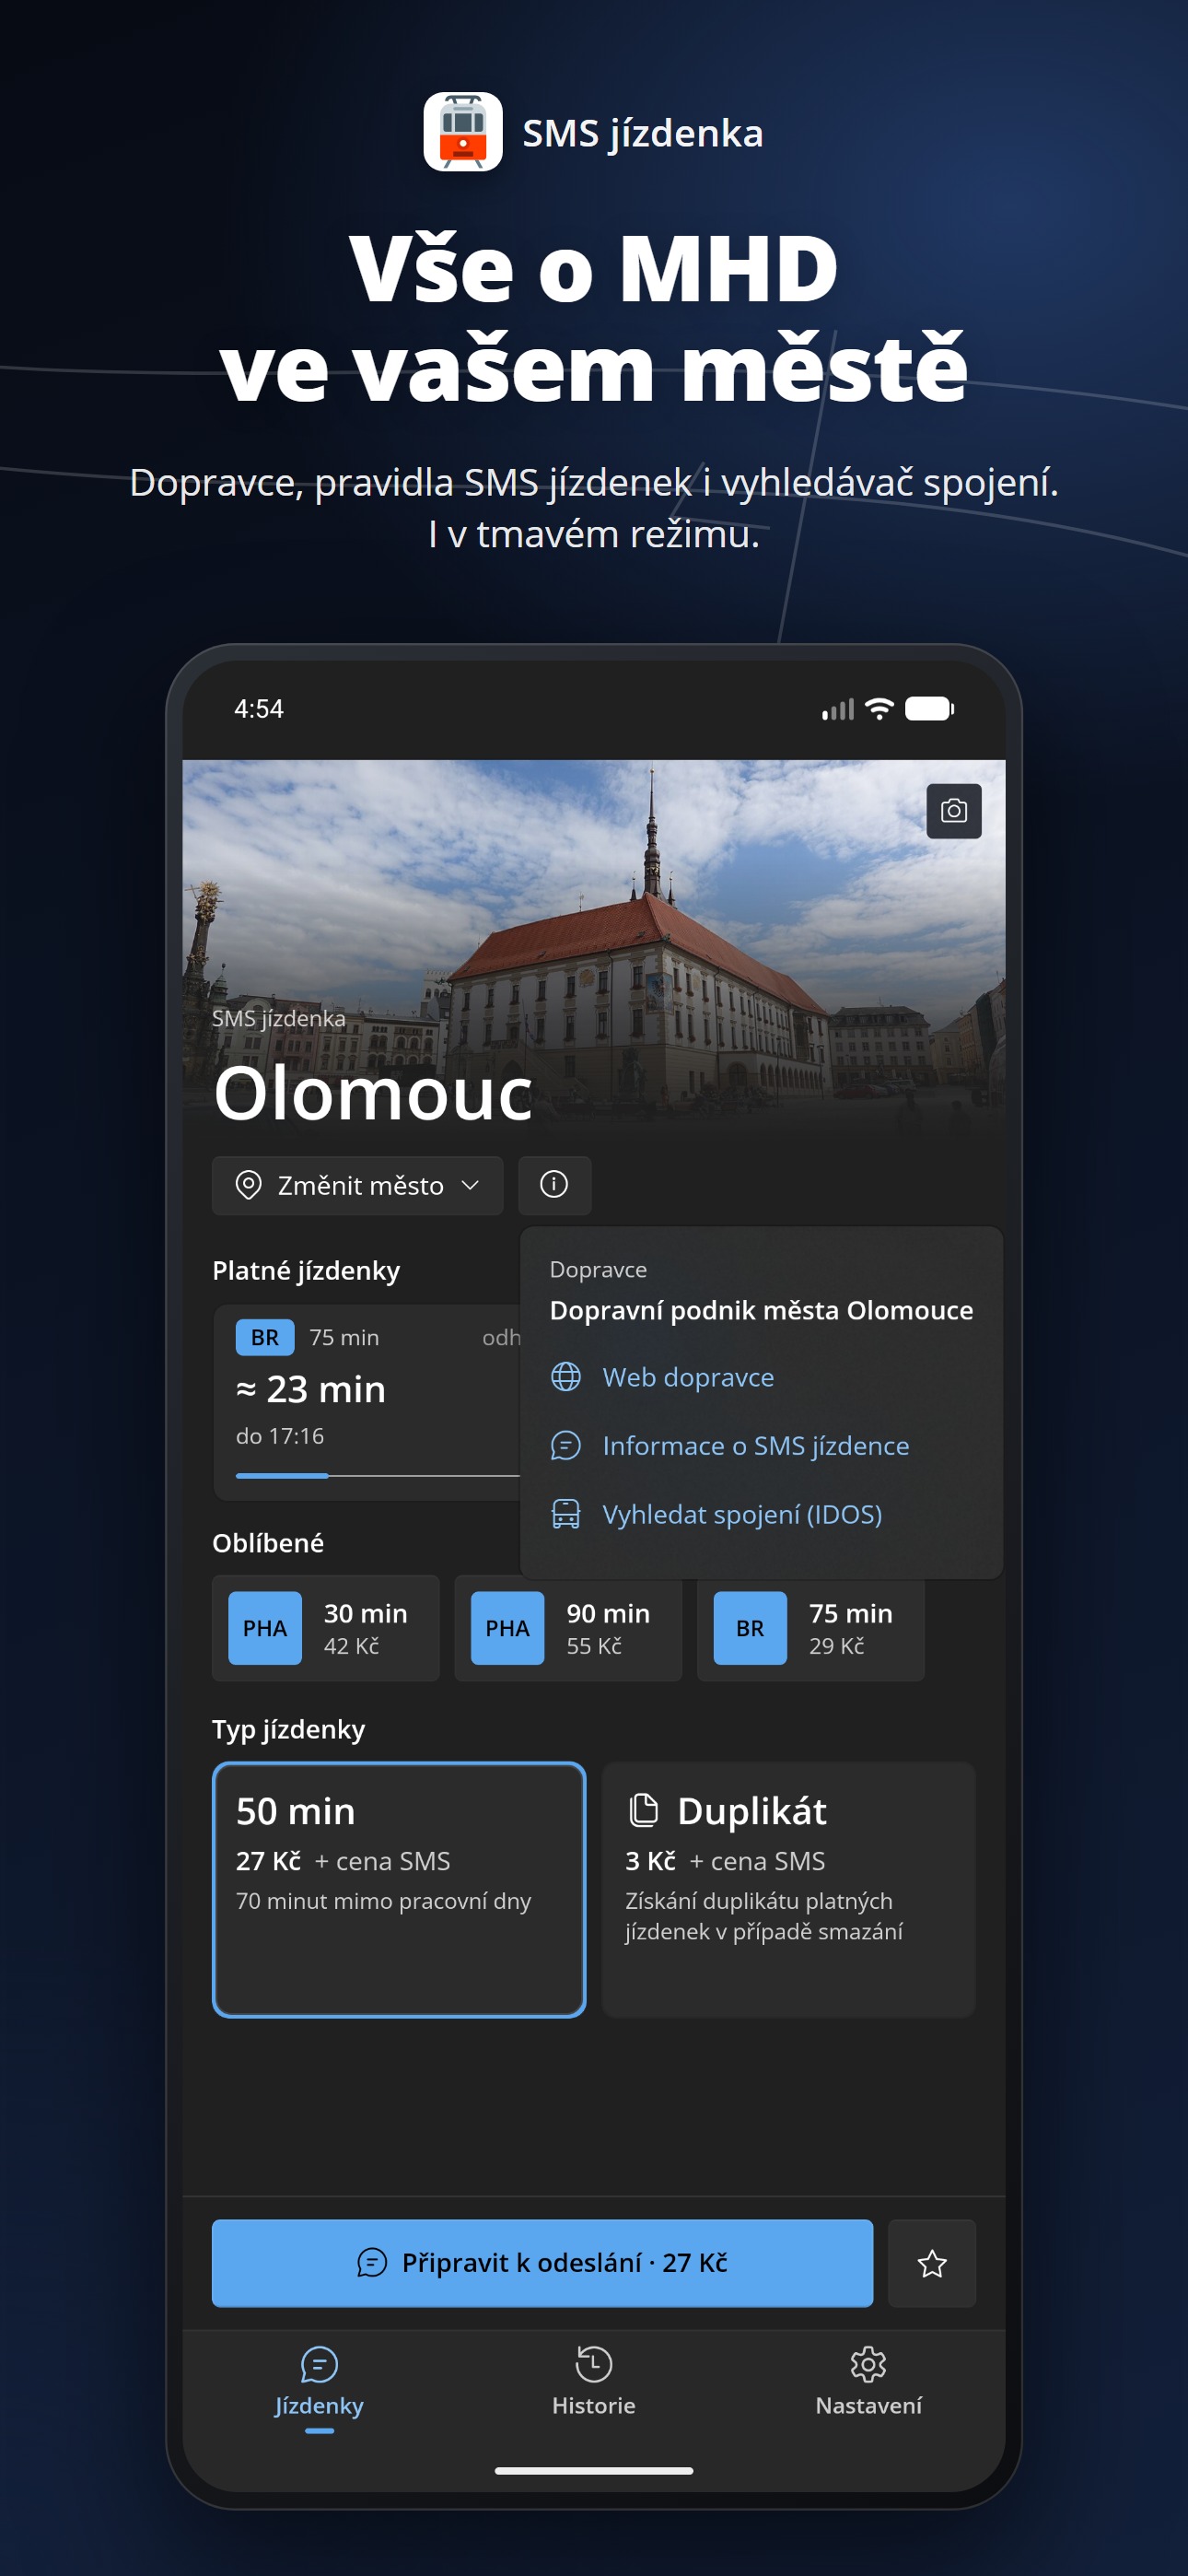 SMS jízdenka
Vše o MHD
ve vašem městě
Dopravce, pravidla SMS jízdenek i vyhledávač spojení.
I v tmavém režimu.
4:54
SMS jízdenka
Olomouc
Změnit město
Platné jízdenky
BR 75 min odh
≈ 23 min
do 17:16
Dopravce
Dopravní podnik města Olomouce
Web dopravce
Informace o SMS jízdence
Vyhledat spojení (IDOS)
Oblíbené
PHA 30 min
42 Kč
PHA 90 min
55 Kč
BR 75 min
29 Kč
Typ jízdenky
50 min
27 Kč + cena SMS
70 minut mimo pracovní dny
Duplikát
3 Kč + cena SMS
Získání duplikátu platných
jízdenek v případě smazání
Připravit k odeslání · 27 Kč
Jízdenky
Historie
Nastavení